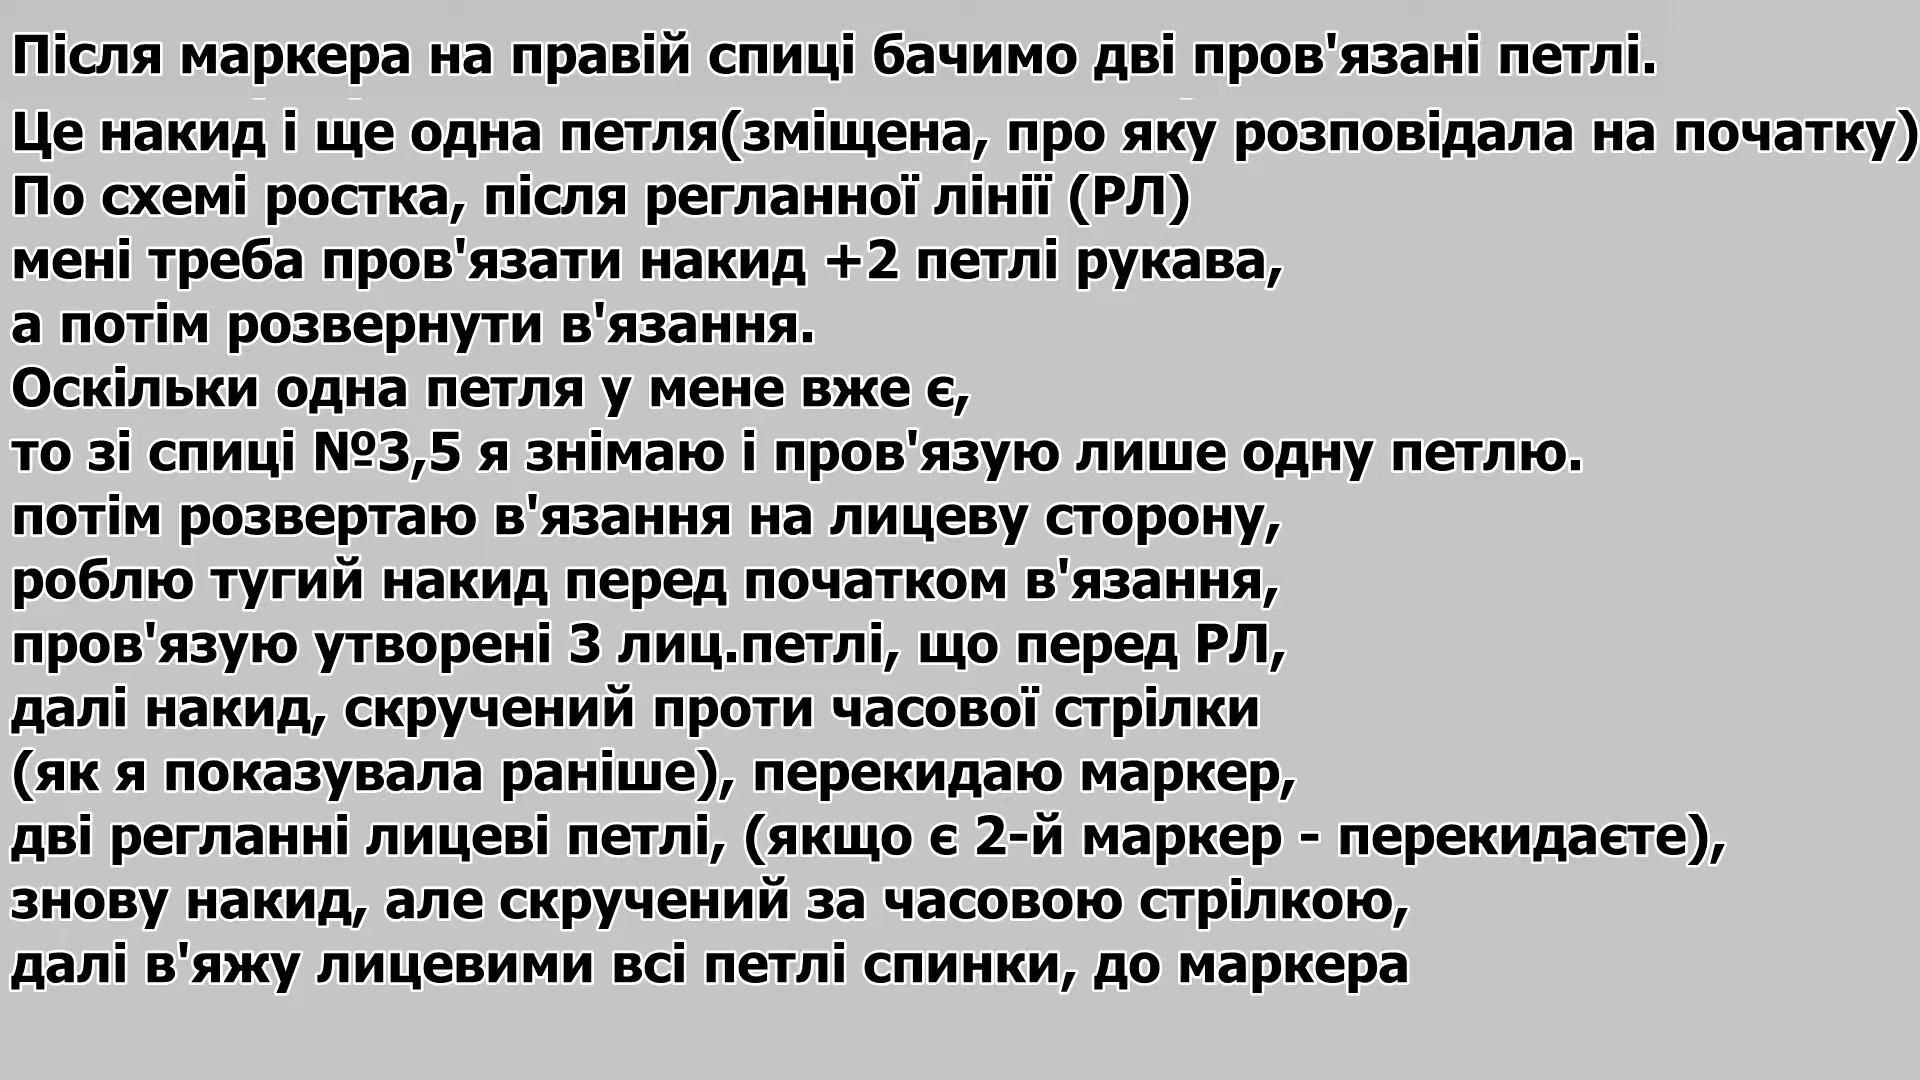 Після маркера на правій спиці бачимо дві пров'язані петлі.
Це накид і ще одна петля(зміщена, про яку розповідала на початку)
По схемі ростка, після регланної лінії (РЛ)
мені треба пров'язати накид +2 петлі рукава,
а потім розвернути в'язання.
Оскільки одна петля у мене вже є,
то зі спиці №3,5 я знімаю і пров'язую лише одну петлю.
потім розвертаю в'язання на лицеву сторону,
роблю тугий накид перед початком в'язання,
пров'язую утворені 3 лиц.петлі, що перед РЛ,
далі накид, скручений проти часової стрілки
(як я показувала раніше), перекидаю маркер,
дві регланні лицеві петлі, (якщо є 2-й маркер - перекидаєте),
знову накид, але скручений за часовою стрілкою,
далі в'яжу лицевими всі петлі спинки, до маркера